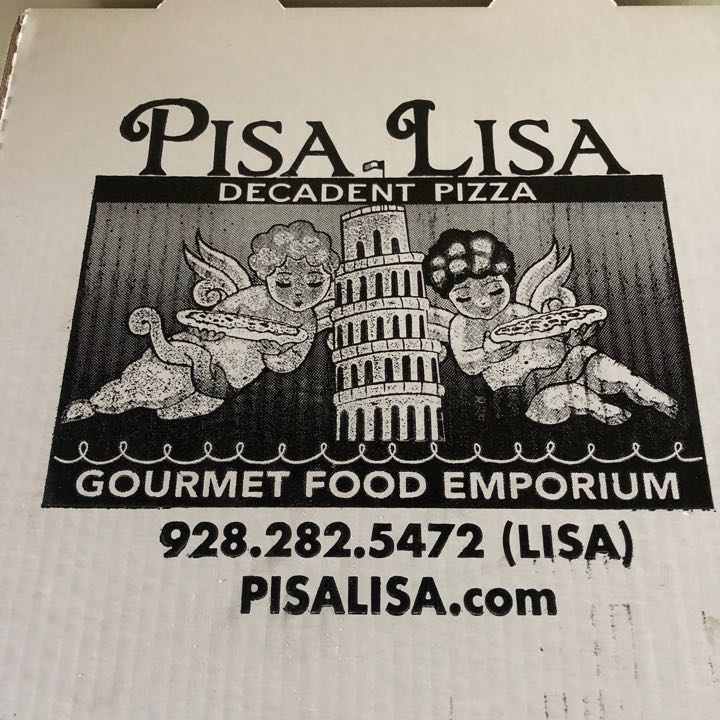 PISA LISA
DECADENT PIZZA
GOURMET FOOD EMPORIUM
928.282.5472 (LISA)
PISALISA.com